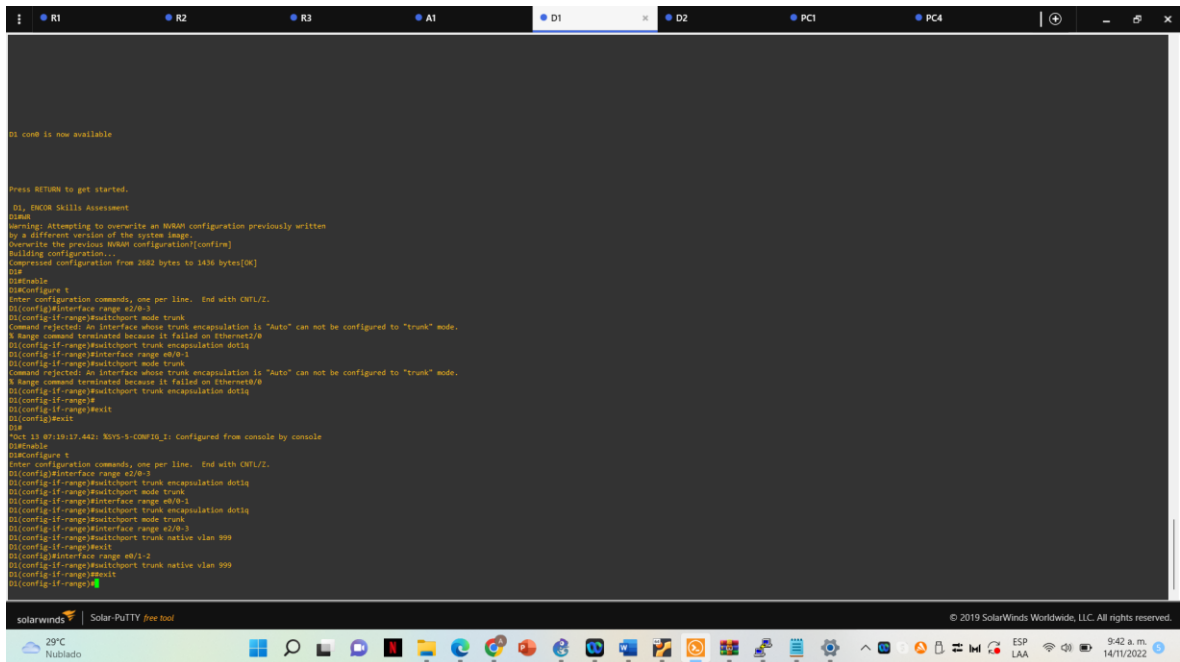 R1 R2 R3 A1 D1 D2 PC1 PC4
D1 con0 is now available
Press RETURN to get started.
D1, ENCOR Skills Assessment
D1#WR
Warning: Attempting to overwrite an NVRAM configuration previously written
by a different version of the system image.
Overwrite the previous NVRAM configuration?[confirm]
Building configuration...
Compressed configuration from 2682 bytes to 1436 bytes[OK]
D1#
D1#Enable
D1#Configure t
Enter configuration commands, one per line.  End with CNTL/Z.
D1(config)#interface range e2/0-3
D1(config-if-range)#switchport mode trunk
Command rejected: An interface whose trunk encapsulation is "Auto" can not be configured to "trunk" mode.
% Range command terminated because it failed on Ethernet2/0
D1(config-if-range)#switchport trunk encapsulation dot1q
D1(config-if-range)#interface range e0/0-1
D1(config-if-range)#switchport mode trunk
Command rejected: An interface whose trunk encapsulation is "Auto" can not be configured to "trunk" mode.
% Range command terminated because it failed on Ethernet0/0
D1(config-if-range)#switchport trunk encapsulation dot1q
D1(config-if-range)#
D1(config-if-range)#exit
D1(config)#exit
D1#
*Oct 13 07:19:17.442: %SYS-5-CONFIG_I: Configured from console by console
D1#Enable
D1#Configure t
Enter configuration commands, one per line.  End with CNTL/Z.
D1(config)#interface range e2/0-3
D1(config-if-range)#switchport trunk encapsulation dot1q
D1(config-if-range)#switchport mode trunk
D1(config-if-range)#interface range e0/0-1
D1(config-if-range)#switchport trunk encapsulation dot1q
D1(config-if-range)#switchport mode trunk
D1(config-if-range)#interface range e2/0-3
D1(config-if-range)#switchport trunk native vlan 999
D1(config-if-range)#exit
D1(config)#interface range e0/1-2
D1(config-if-range)#switchport trunk native vlan 999
D1(config-if-range)##exit
D1(config-if-range)#
solarwinds | Solar-PuTTY free tool © 2019 SolarWinds Worldwide, LLC. All rights reserved.
29°C
Nublado
ESP
LAA
9:42 a. m.
14/11/2022